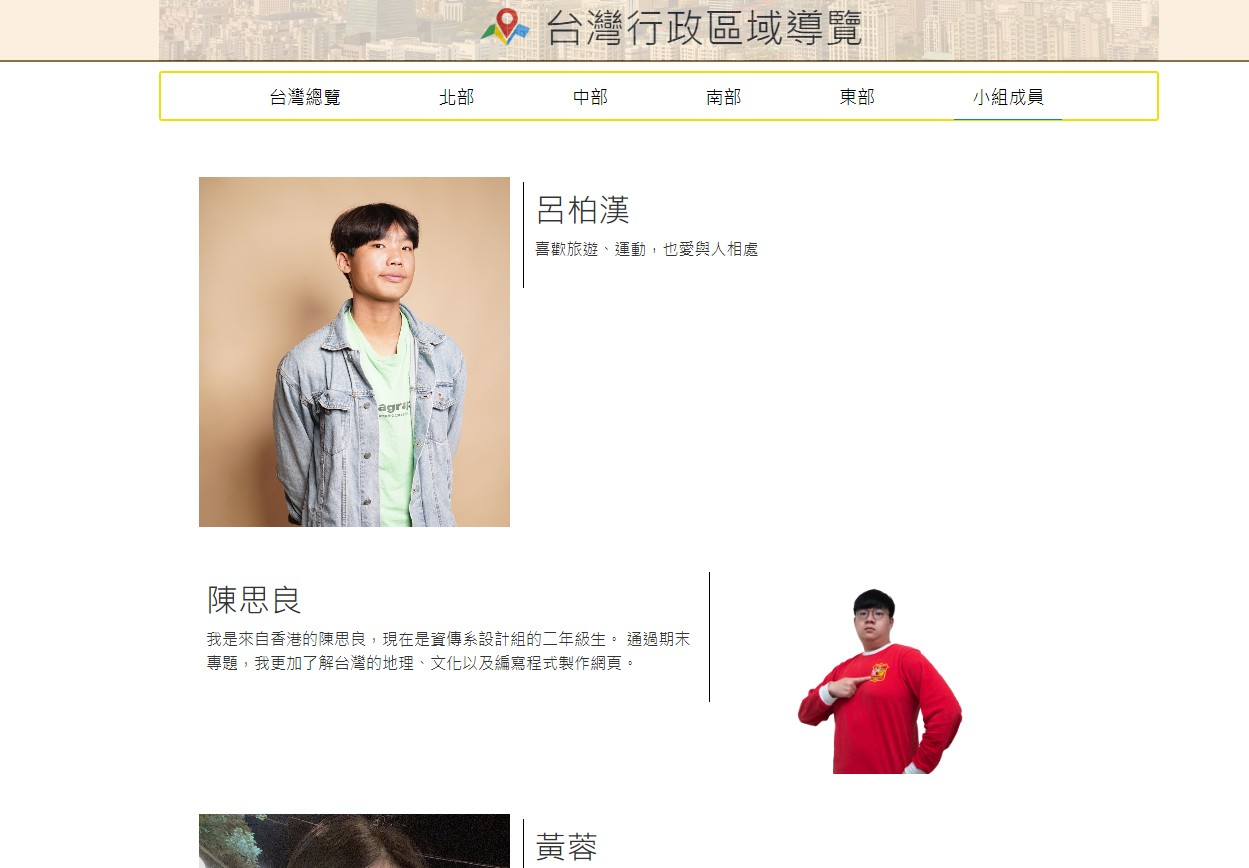 台灣行政區域導覽
台灣總覽 北部 中部 南部 東部 小組成員
呂柏漢
喜歡旅遊、運動，也愛與人相處
agrap
陳思良
我是來自香港的陳思良，現在是資傳系設計組的二年級生。 通過期末
專題，我更加了解台灣的地理、文化以及編寫程式製作網頁。
黃蓉